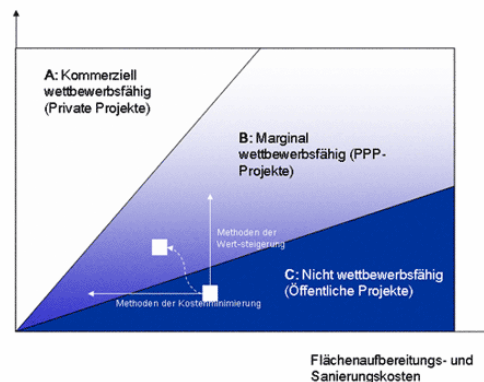 A: Kommerziell
wettbewerbsfähig
(Private Projekte)
B: Marginal
wettbewerbsfähig (PPP-
Projekte)
Methoden der
Wert-steigerung
C: Nicht wettbewerbsfähig
(Öffentliche Projekte)
Methoden der Kostenminimierung
Flächenaufbereitungs- und
Sanierungskosten